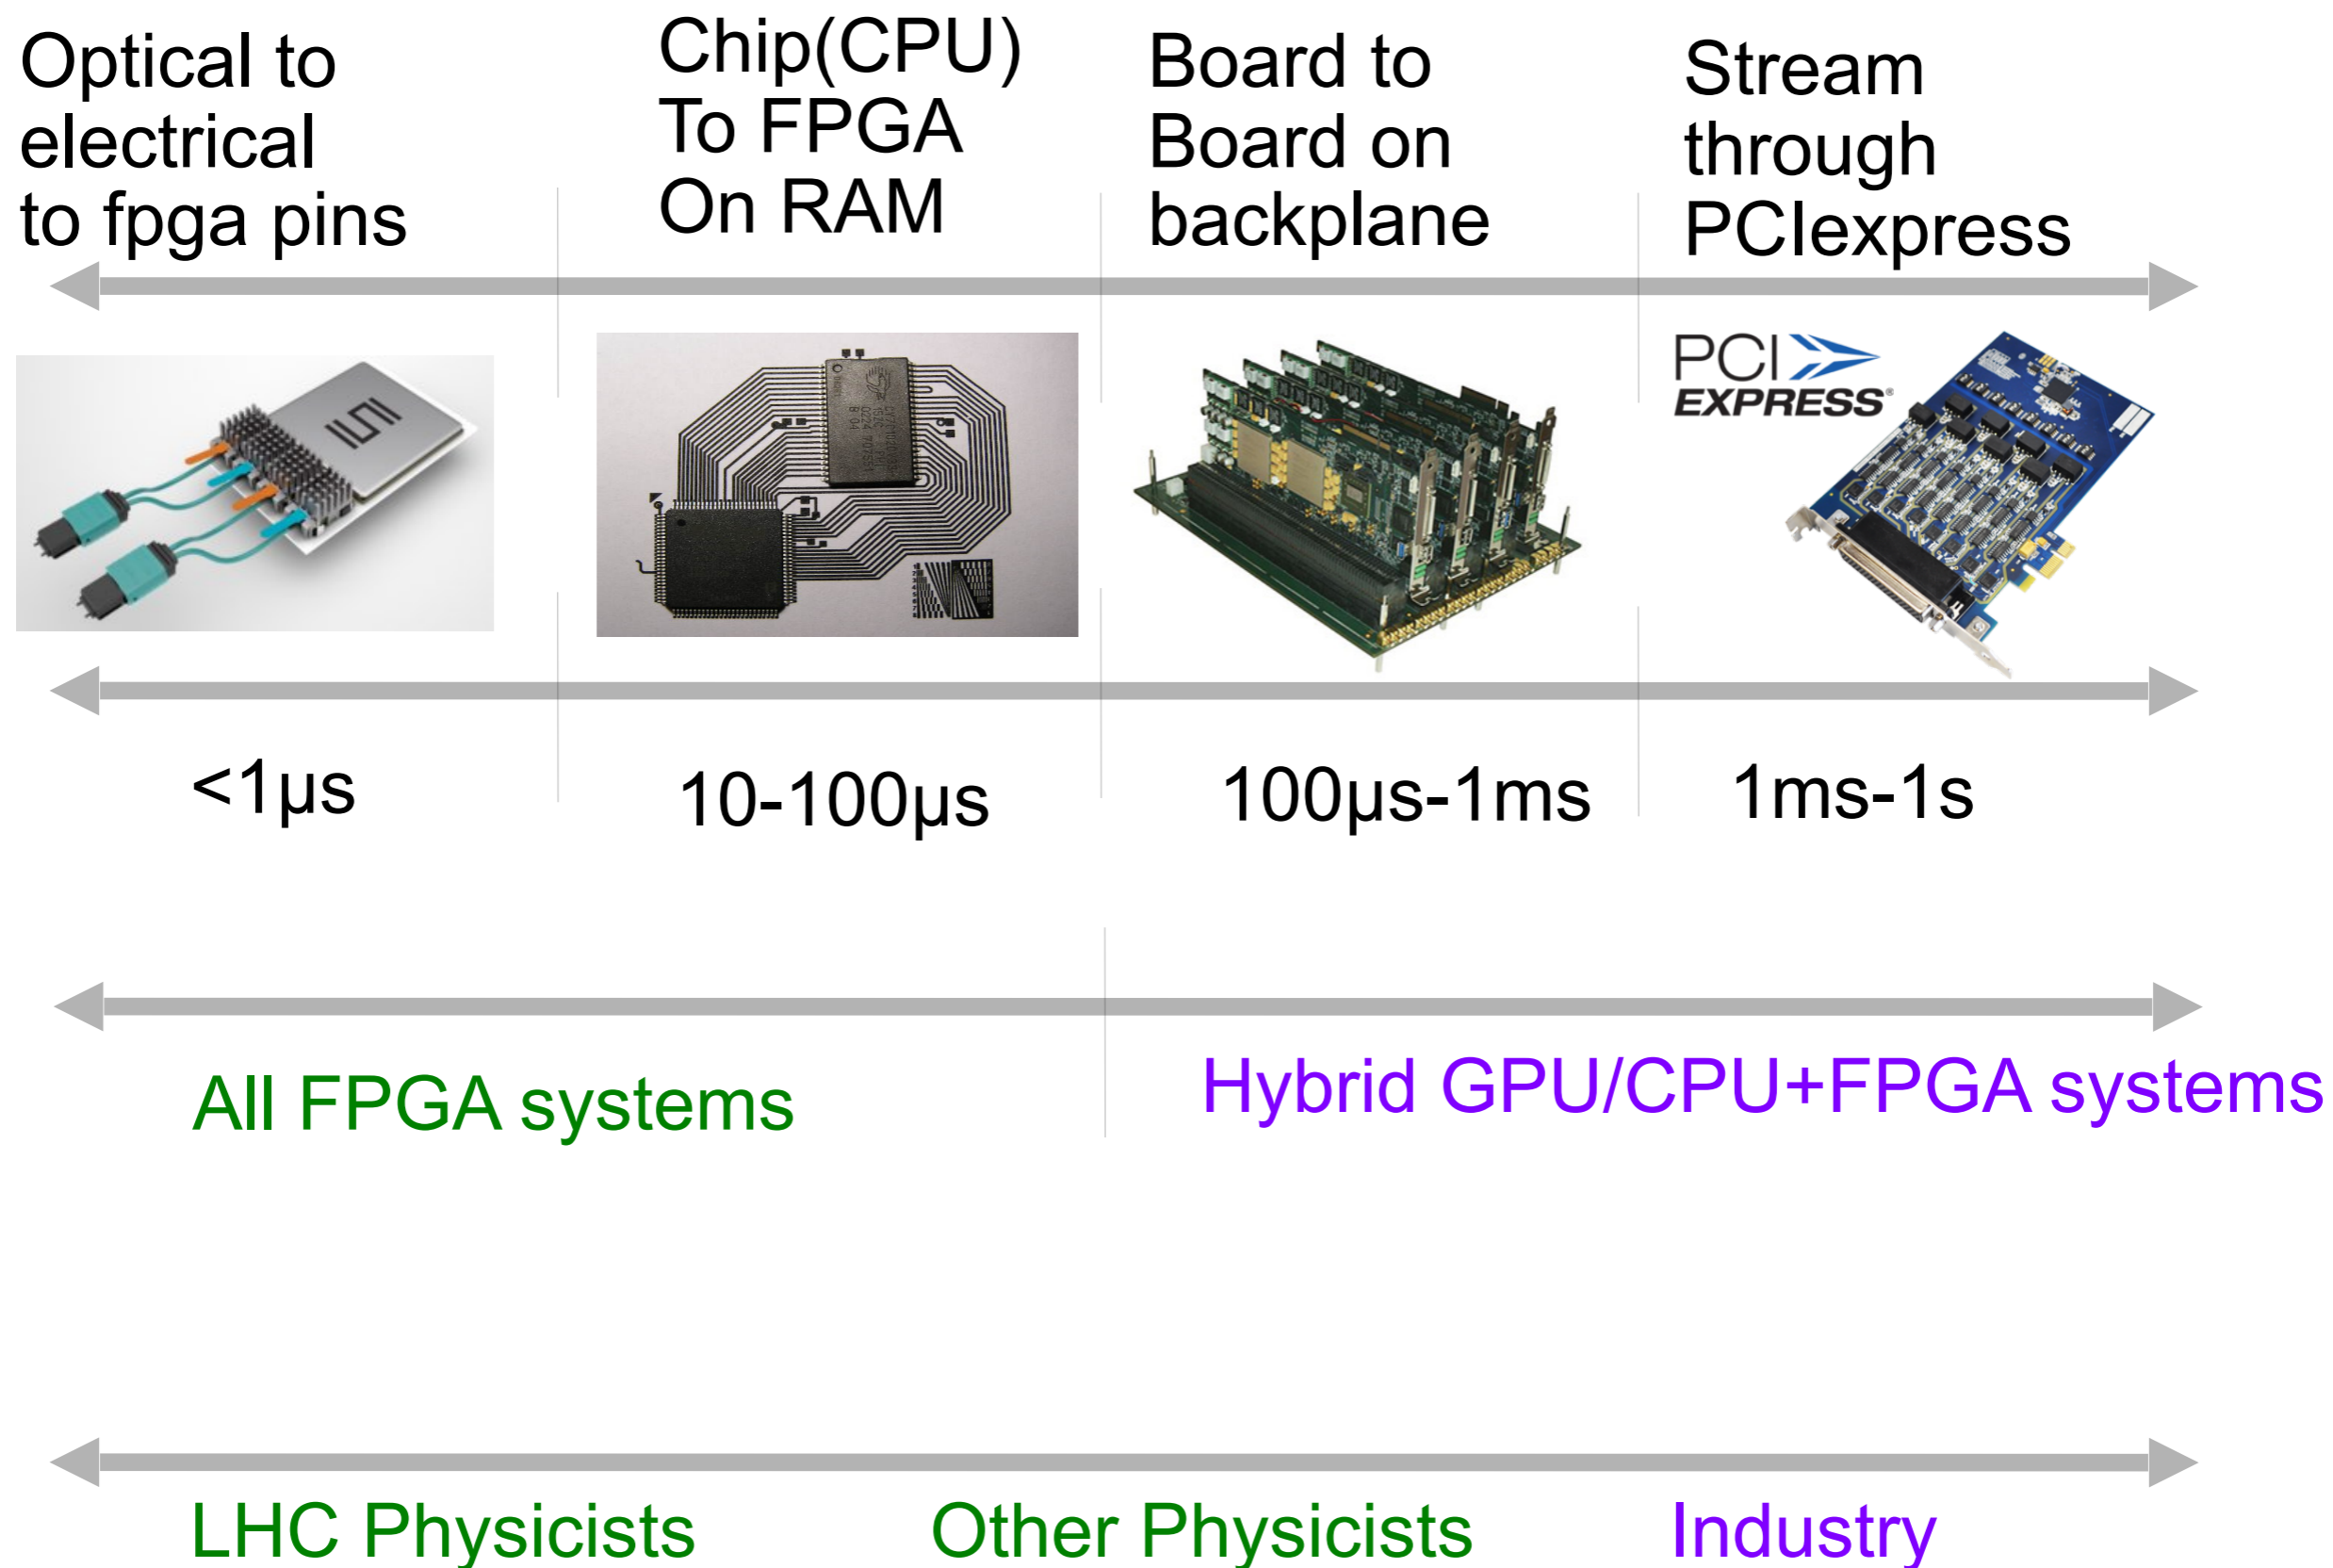 Optical to
electrical
to fpga pins
Chip(CPU)
To FPGA
On RAM
Board to
Board on
backplane
Stream
through
PCIexpress
PCI
EXPRESS®
<1µs
10-100µs
100µs-1ms
1ms-1s
All FPGA systems
Hybrid GPU/CPU+FPGA systems
LHC Physicists
Other Physicists
Industry